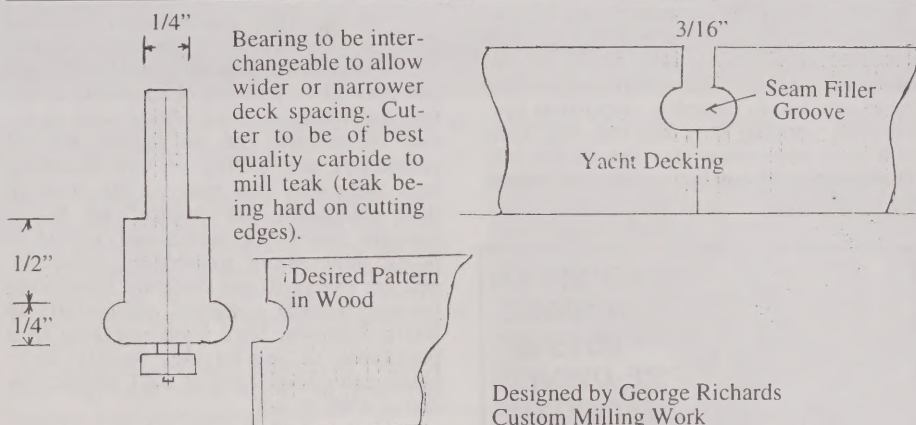 1/4”
Bearing to be inter-
changeable to allow
wider or narrower
deck spacing. Cut-
ter to be of best
quality carbide to
mill teak (teak be-
ing hard on cutting
edges).
1/2”
1/4”
Desired Pattern
in Wood
3/16”
Seam Filler
Groove
Yacht Decking
Designed by George Richards
Custom Milling Work